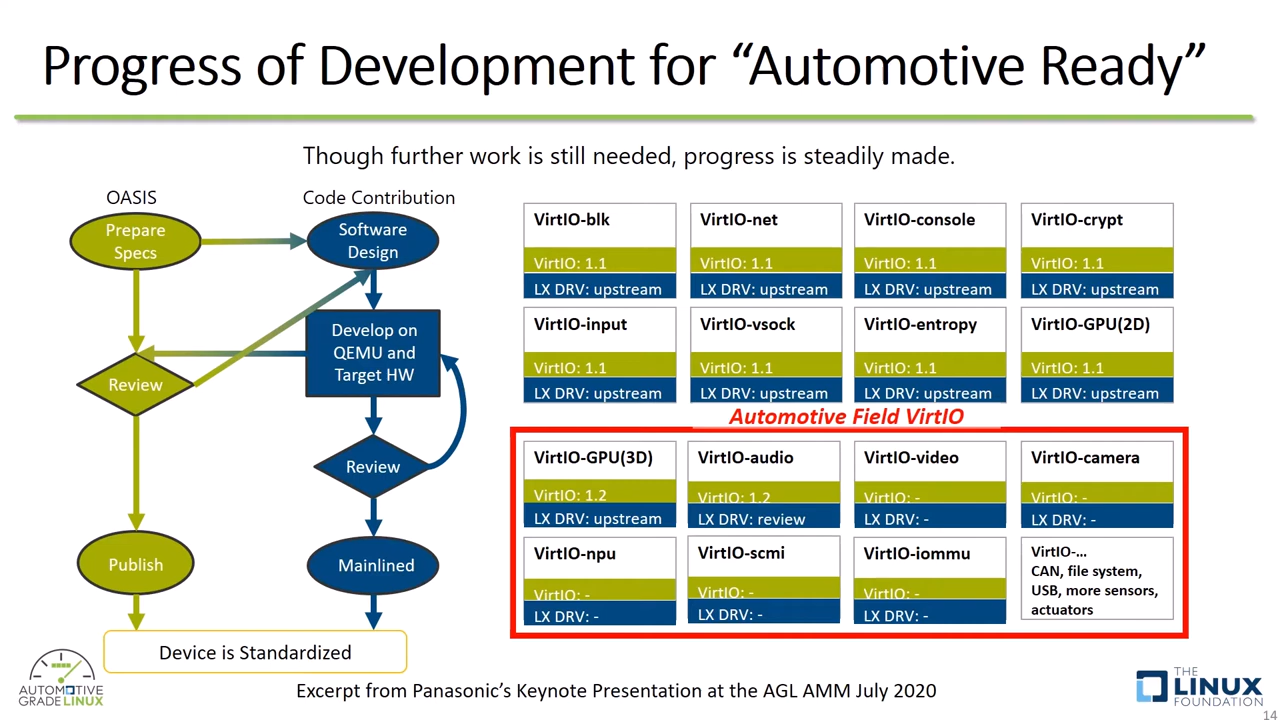 Progress of Development for “Automotive Ready”
Though further work is still needed, progress is steadily made.
OASIS
Code Contribution
Prepare
Specs
Software
Design
Develop on
QEMU and
Target HW
Review
Review
Publish
Mainlined
Device is Standardized
VirtIO-blk
VirtIO: 1.1
LX DRV: upstream
VirtIO-net
VirtIO: 1.1
LX DRV: upstream
VirtIO-console
VirtIO: 1.1
LX DRV: upstream
VirtIO-crypt
VirtIO: 1.1
LX DRV: upstream
VirtIO-input
VirtIO: 1.1
LX DRV: upstream
VirtIO-vsock
VirtIO: 1.1
LX DRV: upstream
VirtIO-entropy
VirtIO: 1.1
LX DRV: upstream
VirtIO-GPU(2D)
VirtIO: 1.1
LX DRV: upstream
Automotive Field VirtIO
VirtIO-GPU(3D)
VirtIO: 1.2
LX DRV: upstream
VirtIO-audio
VirtIO: 1.2
LX DRV: review
VirtIO-video
VirtIO: -
LX DRV: -
VirtIO-camera
VirtIO: -
LX DRV: -
VirtIO-npu
VirtIO: -
LX DRV: -
VirtIO-scmi
VirtIO: -
LX DRV: -
VirtIO-iommu
VirtIO: -
LX DRV: -
VirtIO-...
CAN, file system,
USB, more sensors,
actuators
AUTOMOTIVE
GRADELINUX
Excerpt from Panasonic’s Keynote Presentation at the AGL AMM July 2020
THE
LINUX
FOUNDATION
14